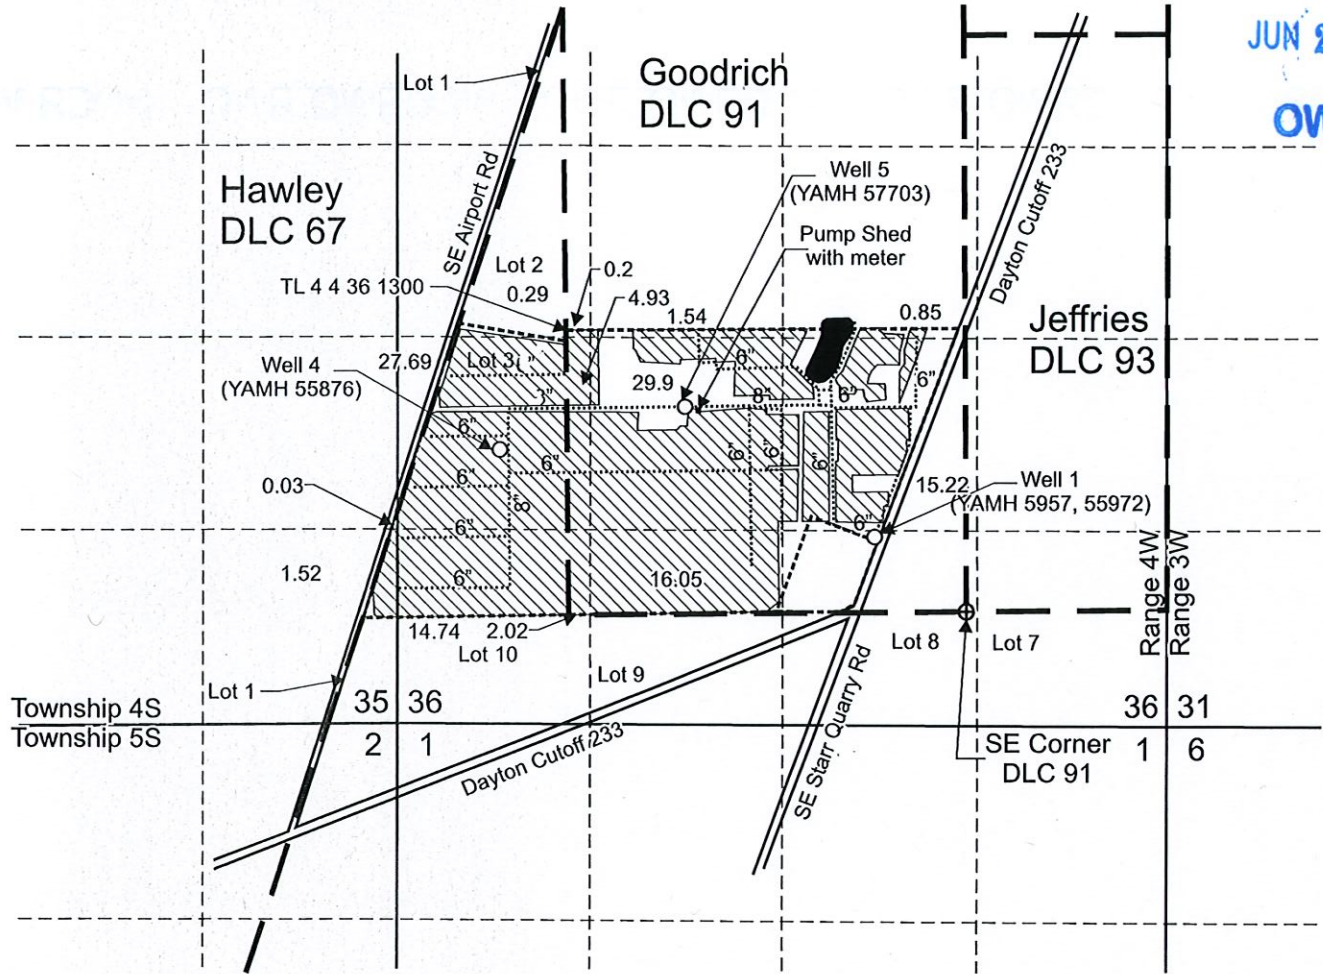 JUN 2
OW
Lot 1
Goodrich
DLC 91
Hawley
DLC 67
SE Airport Rd
Well 5
(YAMH 57703)
Dayton Cutoff 233
Pump Shed
with meter
Lot 2
TL 4 4 36 1300
0.29
0.2
4.93
1.54
0.85
Jeffries
DLC 93
27.69
Lot 3
6"
Well 4
(YAMH 55876)
29.9
8"
6"
6"
6"
6"
6"
6"
6"
6"
8"
0.03
6"
15.22
Well 1
(YAMH 5957, 55972)
6"
6"
1.52
6"
16.05
Range 4W
Range 3W
14.74
2.02
Lot 10
Lot 8
Lot 7
Lot 9
Lot 1
Township 4S
35 36
36 31
Township 5S
2 1
1 6
SE Corner
DLC 91
Dayton Cutoff 233
SE Starr Quarry Rd